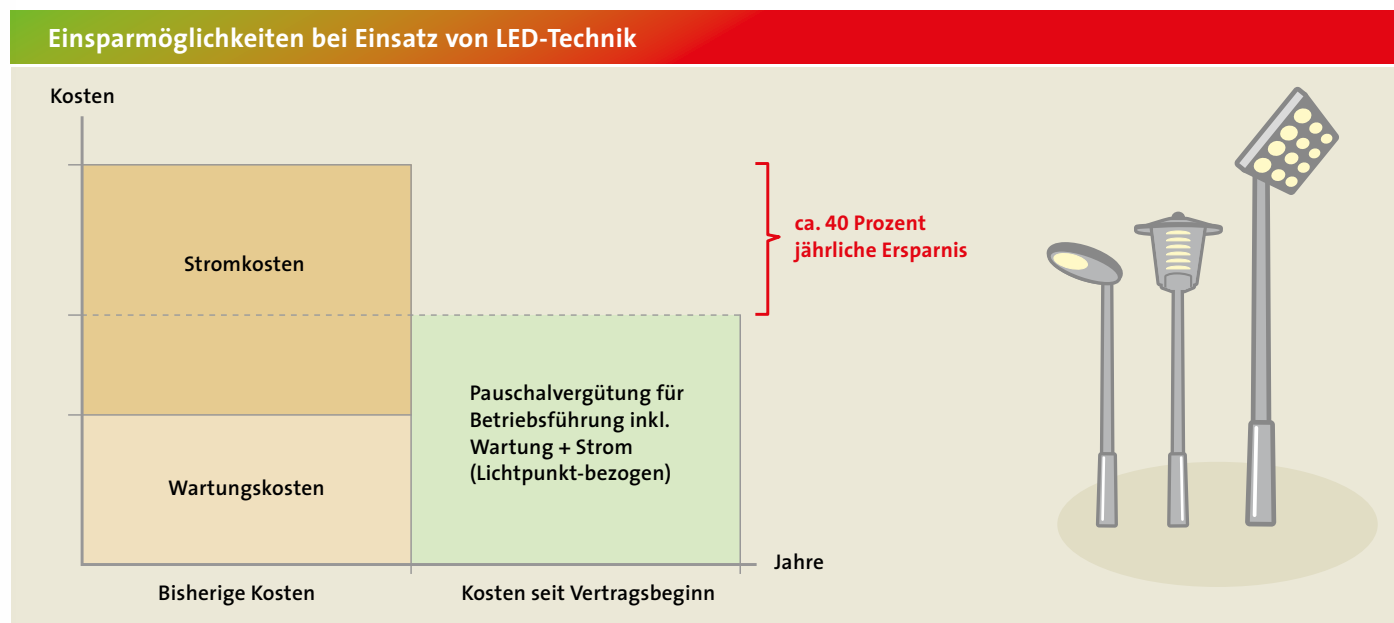 Einsparmöglichkeiten bei Einsatz von LED-Technik
Kosten
Stromkosten
Wartungskosten
ca. 40 Prozent
jährliche Ersparnis
Pauschalvergütung für
Betriebsführung inkl.
Wartung + Strom
(Lichtpunkt-bezogen)
Jahre
Bisherige Kosten
Kosten seit Vertragsbeginn